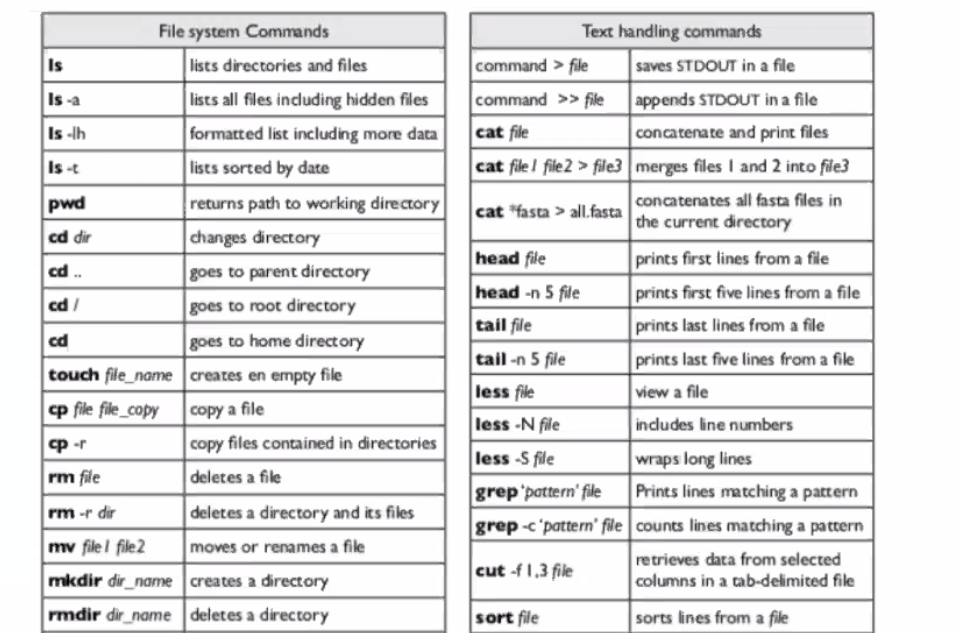 File system Commands
ls lists directories and files
ls -a lists all files including hidden files
ls -lh formatted list including more data
ls -t lists sorted by date
pwd returns path to working directory
cd dir changes directory
cd .. goes to parent directory
cd / goes to root directory
cd goes to home directory
touch file_name creates en empty file
cp file file_copy copy a file
cp -r copy files contained in directories
rm file deletes a file
rm -r dir deletes a directory and its files
mv file1 file2 moves or renames a file
mkdir dir_name creates a directory
rmdir dir_name deletes a directory
Text handling commands
command > file saves STDOUT in a file
command >> file appends STDOUT in a file
cat file concatenate and print files
cat file1 file2 > file3 merges files 1 and 2 into file3
cat *fasta > all.fasta concatenates all fasta files in
the current directory
head file prints first lines from a file
head -n 5 file prints first five lines from a file
tail file prints last lines from a file
tail -n 5 file prints last five lines from a file
less file view a file
less -N file includes line numbers
less -S file wraps long lines
grep 'pattern' file Prints lines matching a pattern
grep -c 'pattern' file counts lines matching a pattern
cut -f 1,3 file retrieves data from selected
columns in a tab-delimited file
sort file sorts lines from a file